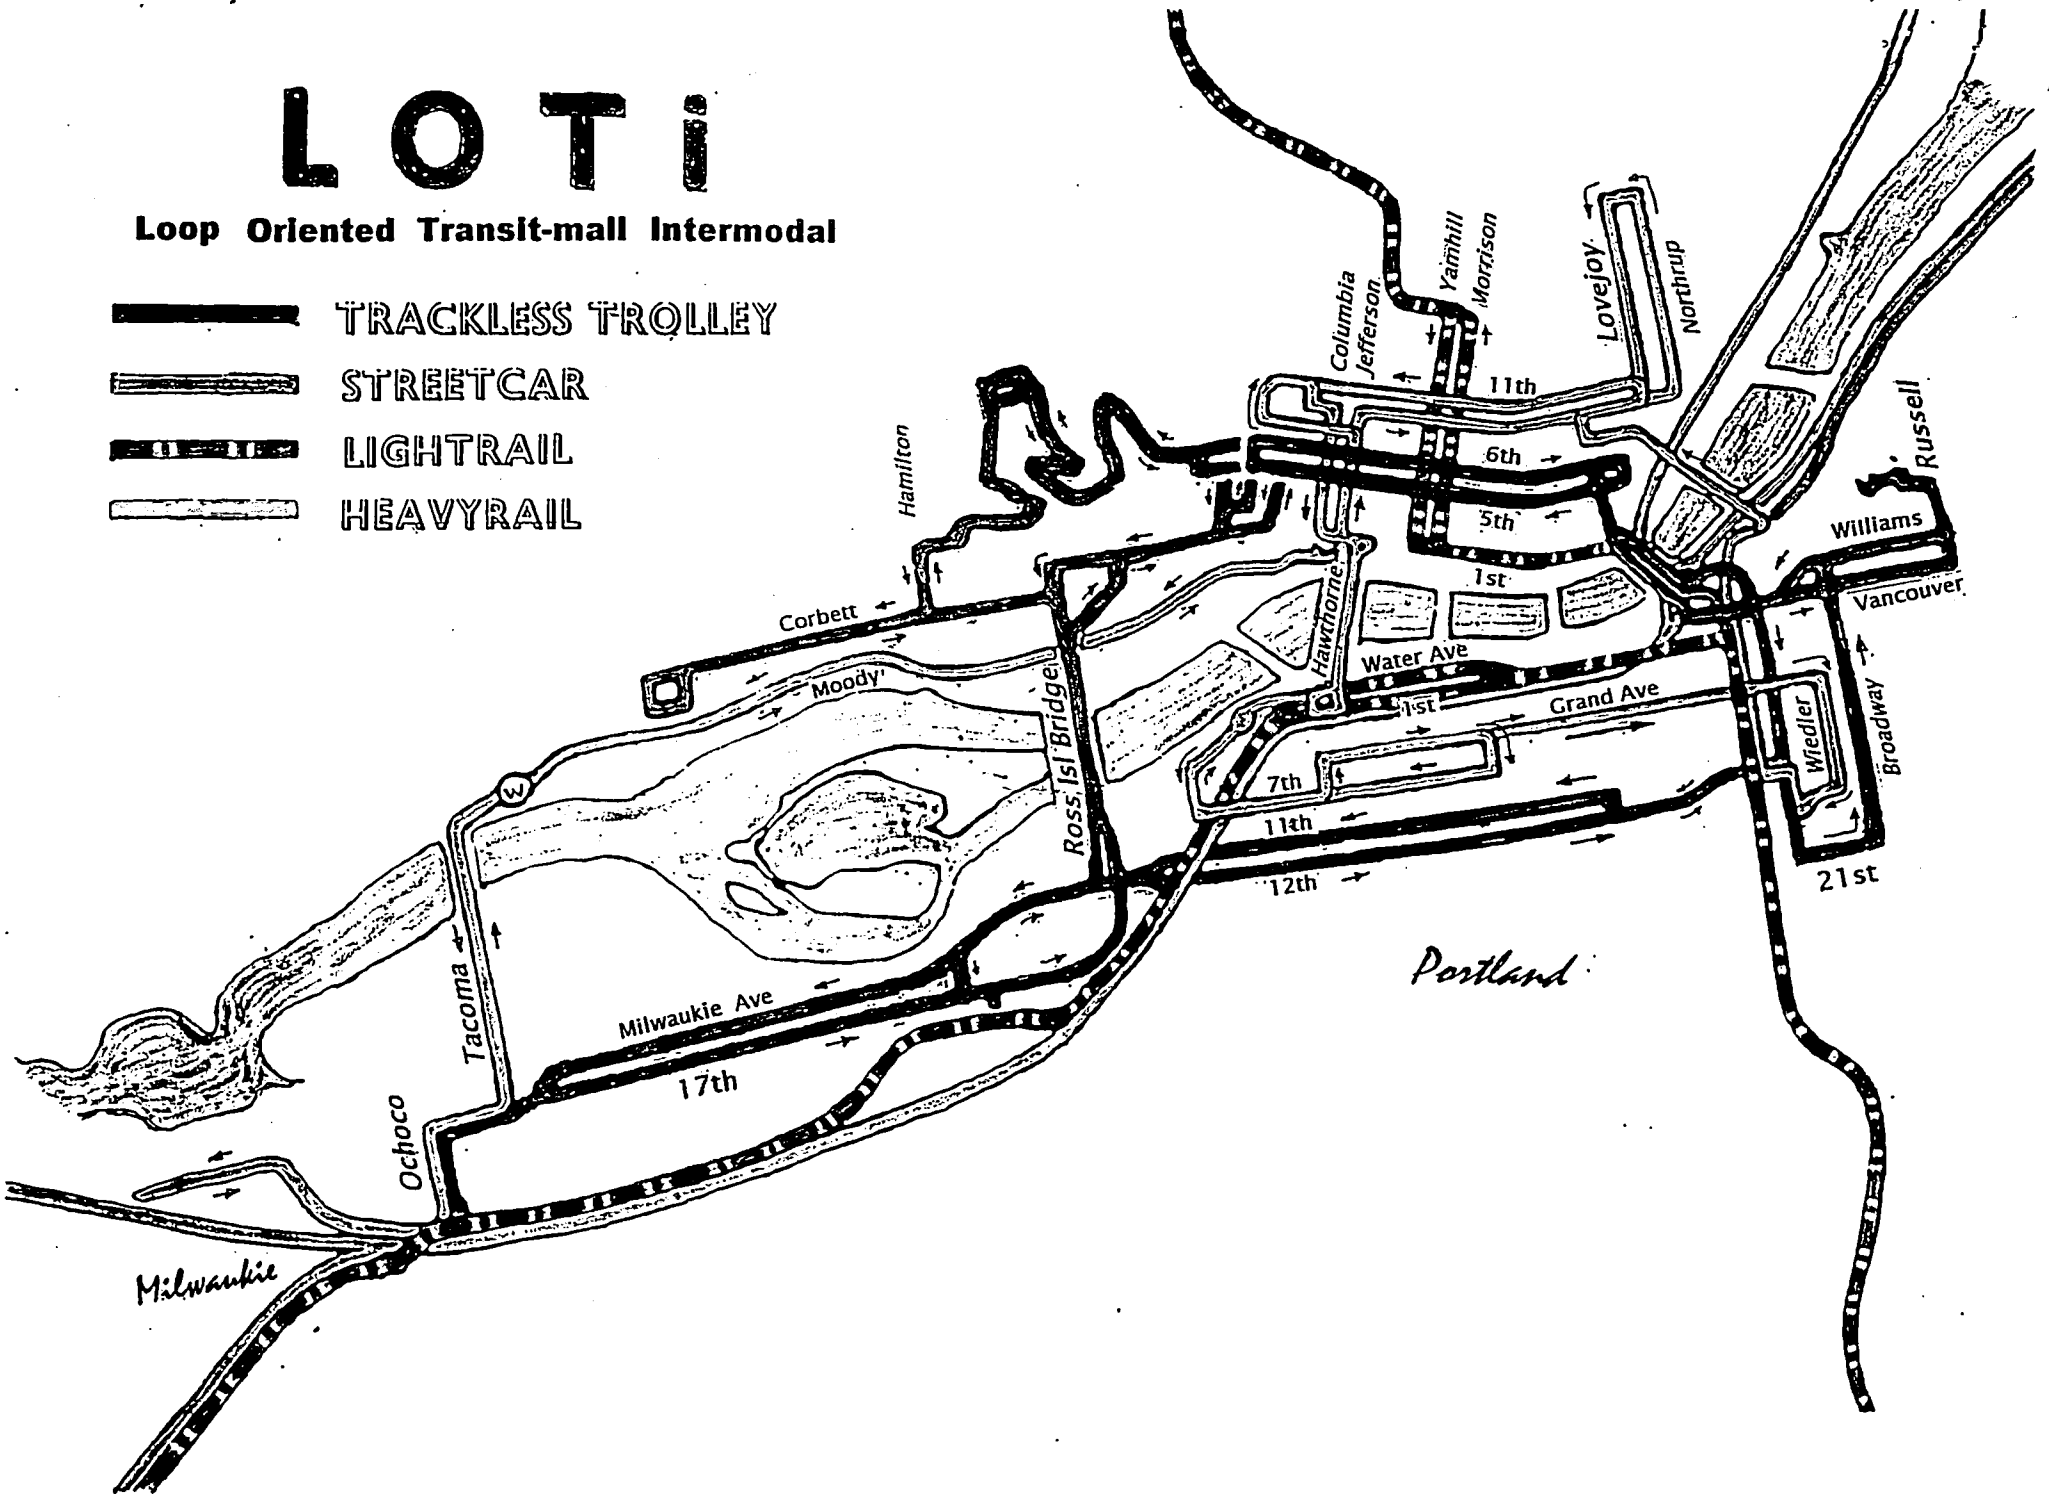 LOTi
Loop Oriented Transit-mall Intermodal
TRACKLESS TROLLEY
STREETCAR
LIGHTRAIL
HEAVYRAIL
Yamhill
Morrison
Columbia
Jefferson
Lovejoy
Northrup
11th
6th
5th
1st
Hamilton
Russell
Williams
Vancouver
Corbett
Hawthorne
Water Ave
1st
Grand Ave
Moody
Ross Isl Bridge
Wiedler
Broadway
7th
11th
12th
21st
Portland
Tacoma
Milwaukie Ave
17th
Ochoco
Milwaukie
W